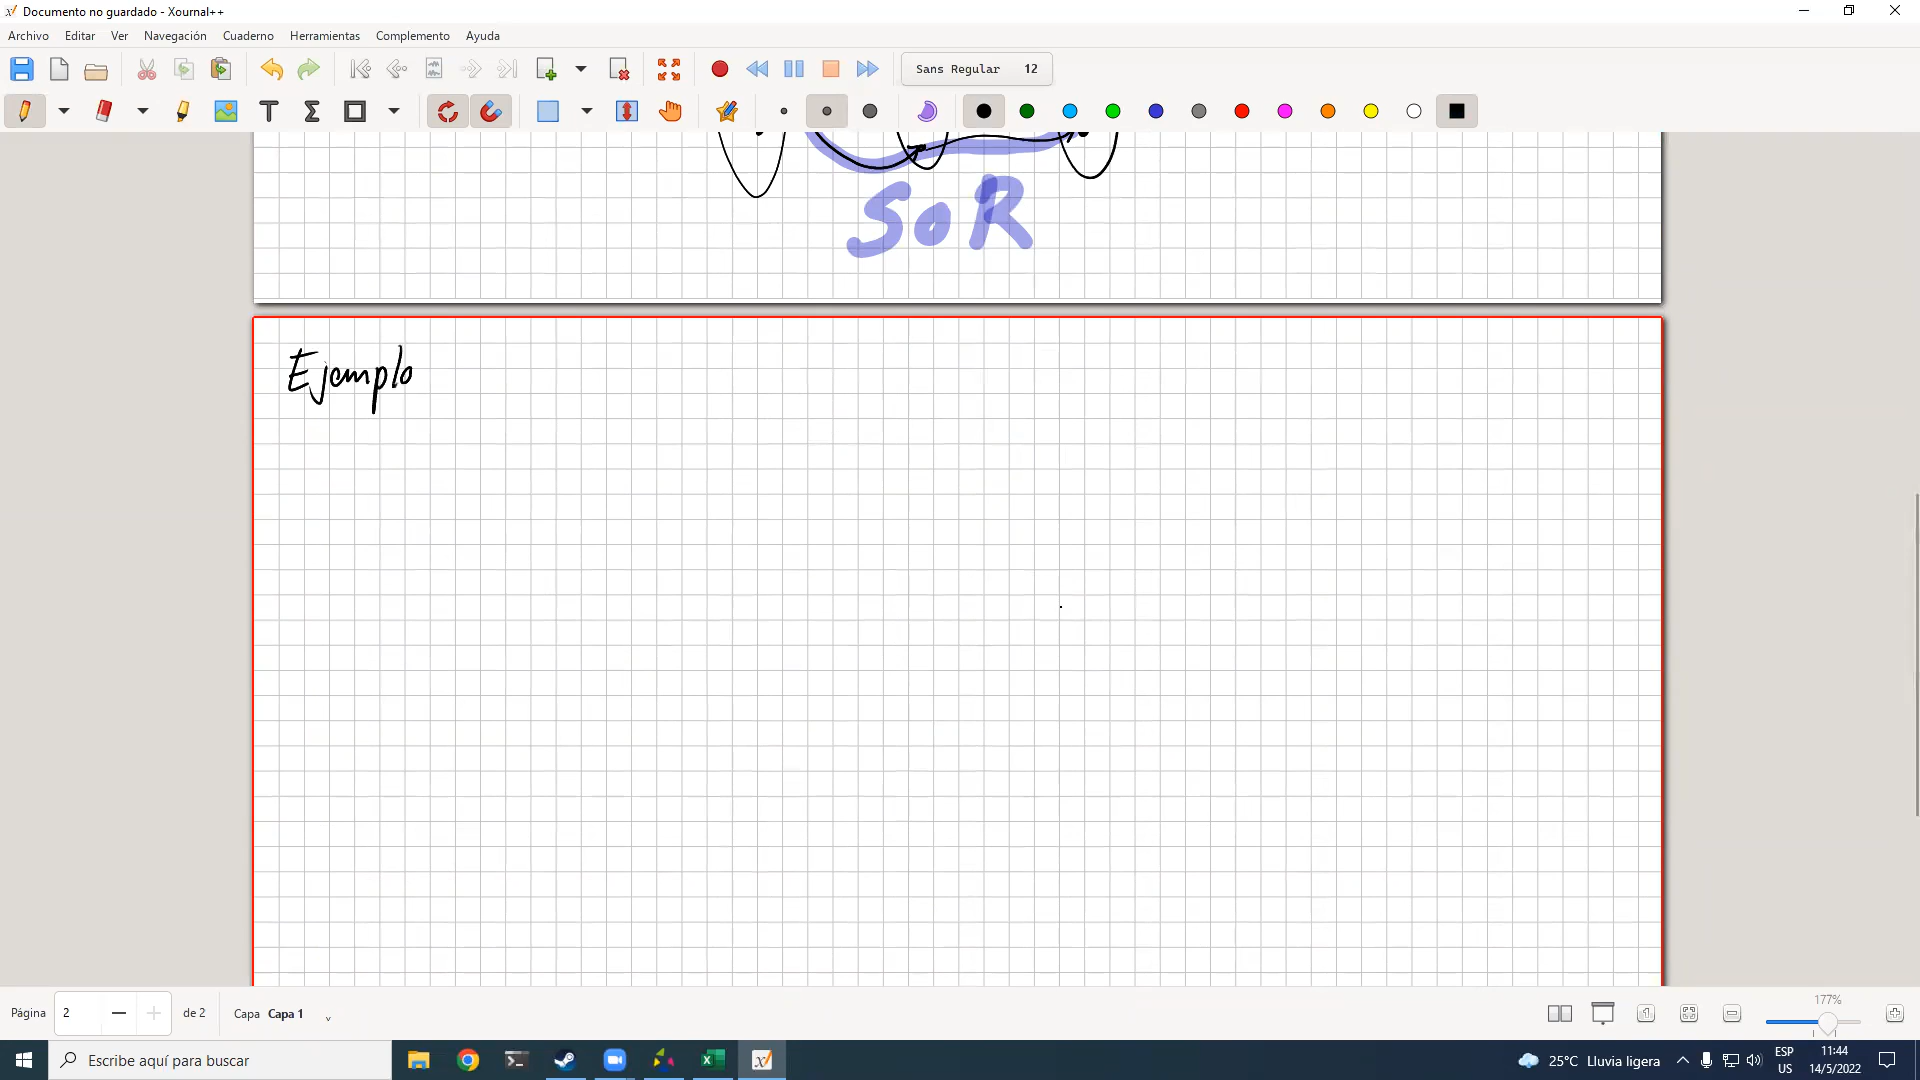 Documento no guardado - Xournal++
Archivo Editar Ver Navegación Cuaderno Herramientas Complemento Ayuda
Sans Regular 12
SoR
Ejemplo
Página 2 de 2 Capa Capa 1 177%
Escribe aquí para buscar
25°C Lluvia ligera
ESP
US
11:44
14/5/2022